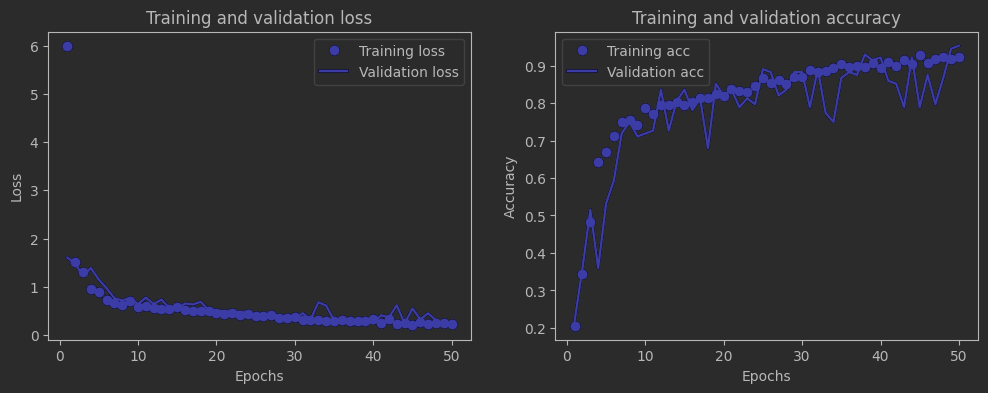 Training and validation loss
Training loss
Validation loss
6
5
4
3
2
1
0
Loss
0
10
20
30
40
50
Epochs
Training and validation accuracy
Training acc
Validation acc
0.9
0.8
0.7
0.6
0.5
0.4
0.3
0.2
Accuracy
0
10
20
30
40
50
Epochs